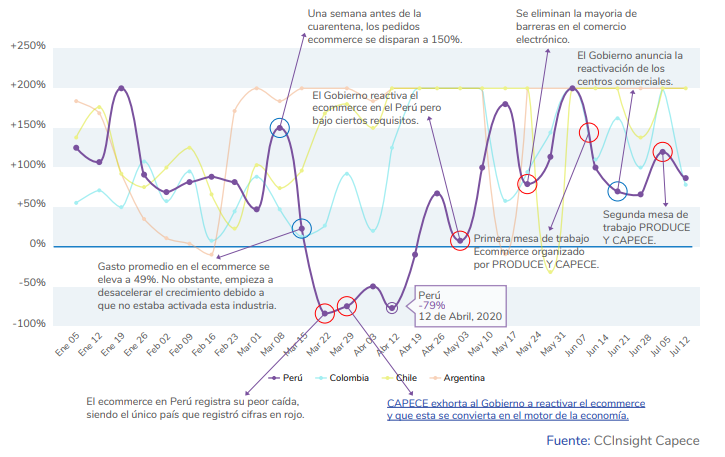 Una semana antes de la
cuarentena, los pedidos
ecommerce se disparan a 150%.
Se eliminan la mayoria de
barreras en el comercio
electrónico.
El Gobierno anuncia la
reactivación de los
centros comerciales.
El Gobierno reactiva el
ecommerce en el Perú pero
bajo ciertos requisitos.
+250%
+200%
+150%
+100%
+50%
0%
-50%
-100%
Segunda mesa de
trabajo PRODUCE
Y CAPECE.
Primera mesa de trabajo
Ecommerce organizado
por PRODUCE Y CAPECE.
Gasto promedio en el ecommerce se
eleva a 49%. No obstante, empieza a
desacelerar el crecimiento debido a
que no estaba activada esta industria.
Perú
-79%
12 de Abril, 2020
Ene 05
Ene 12
Ene 19
Ene 26
Feb 02
Feb 09
Feb 16
Feb 23
Mar 01
Mar 08
Mar 15
Mar 22
Mar 29
Abr 03
Abr 12
Abr 19
Abr 26
May 03
May 10
May 17
May 24
May 31
Jun 07
Jun 14
Jun 21
Jun 28
Jul 05
Jul 12
Perú
Colombia
Chile
Argentina
El ecommerce en Perú registra su peor caída,
siendo el único país que registró cifras en rojo.
CAPECE exhorta al Gobierno a reactivar el ecommerce
y que esta se convierta en el motor de la economía.
Fuente: CCInsight Capece